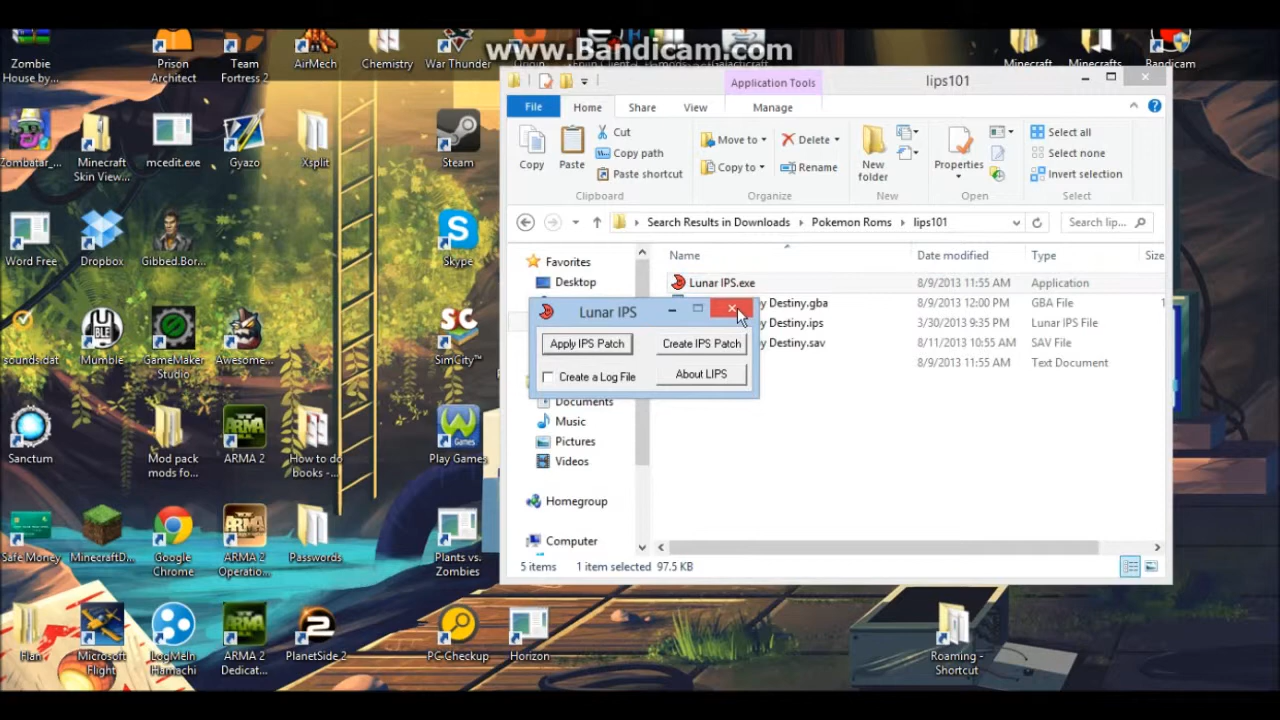 www.Bandicam.com
Zombie
House by...
Prison
Architect
Team
Fortress 2
AirMech
Chemistry
War Thunder
Minecraft
Minecrafts
Bandicam
Zombatar_...
Minecraft
Skin View...
mcedit.exe
Gyazo
Xsplit
Steam
Word Free
Dropbox
Gibbed.Bor...
Skype
sounds.dat
Mumble
GameMaker
Studio
Awesome...
SimCity™
Sanctum
Mod pack
mods fo...
ARMA 2
How to do
books -...
Play Games
Safe Money
MinecraftD...
Google
Chrome
ARMA 2
Operatio...
Passwords
Plants vs.
Zombies
Flan
Microsoft
Flight
LogMeIn
Hamachi
ARMA 2
Dedicat...
PlanetSide 2
PC Checkup
Horizon
Roaming -
Shortcut
Application Tools
lips101
File
Home
Share
View
Manage
Copy
Paste
Cut
Copy path
Paste shortcut
Clipboard
Move to
Copy to
Delete
Rename
Organize
New
folder
New
Properties
Open
Select all
Select none
Invert selection
Select
Search Results in Downloads
Pokemon Roms
lips101
Search lip...
Favorites
Desktop
Documents
Music
Pictures
Videos
Homegroup
Computer
Name
Date modified
Type
Size
Lunar IPS.exe
8/9/2013 11:55 AM
Application
y Destiny.gba
8/9/2013 12:00 PM
GBA File
1
y Destiny.ips
3/30/2013 9:35 PM
Lunar IPS File
y Destiny.sav
8/11/2013 10:55 AM
SAV File
8/9/2013 11:55 AM
Text Document
Lunar IPS
Apply IPS Patch
Create IPS Patch
Create a Log File
About LIPS
5 items
1 item selected
97.5 KB